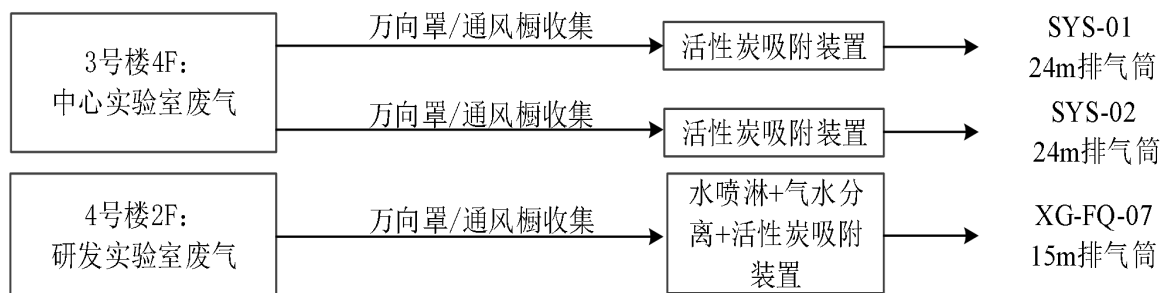 3号楼4F：
中心实验室废气
万向罩/通风橱收集
活性炭吸附装置
SYS-01
24m排气筒
万向罩/通风橱收集
活性炭吸附装置
SYS-02
24m排气筒
4号楼2F：
研发实验室废气
万向罩/通风橱收集
水喷淋+气水分
离+活性炭吸附
装置
XG-FQ-07
15m排气筒